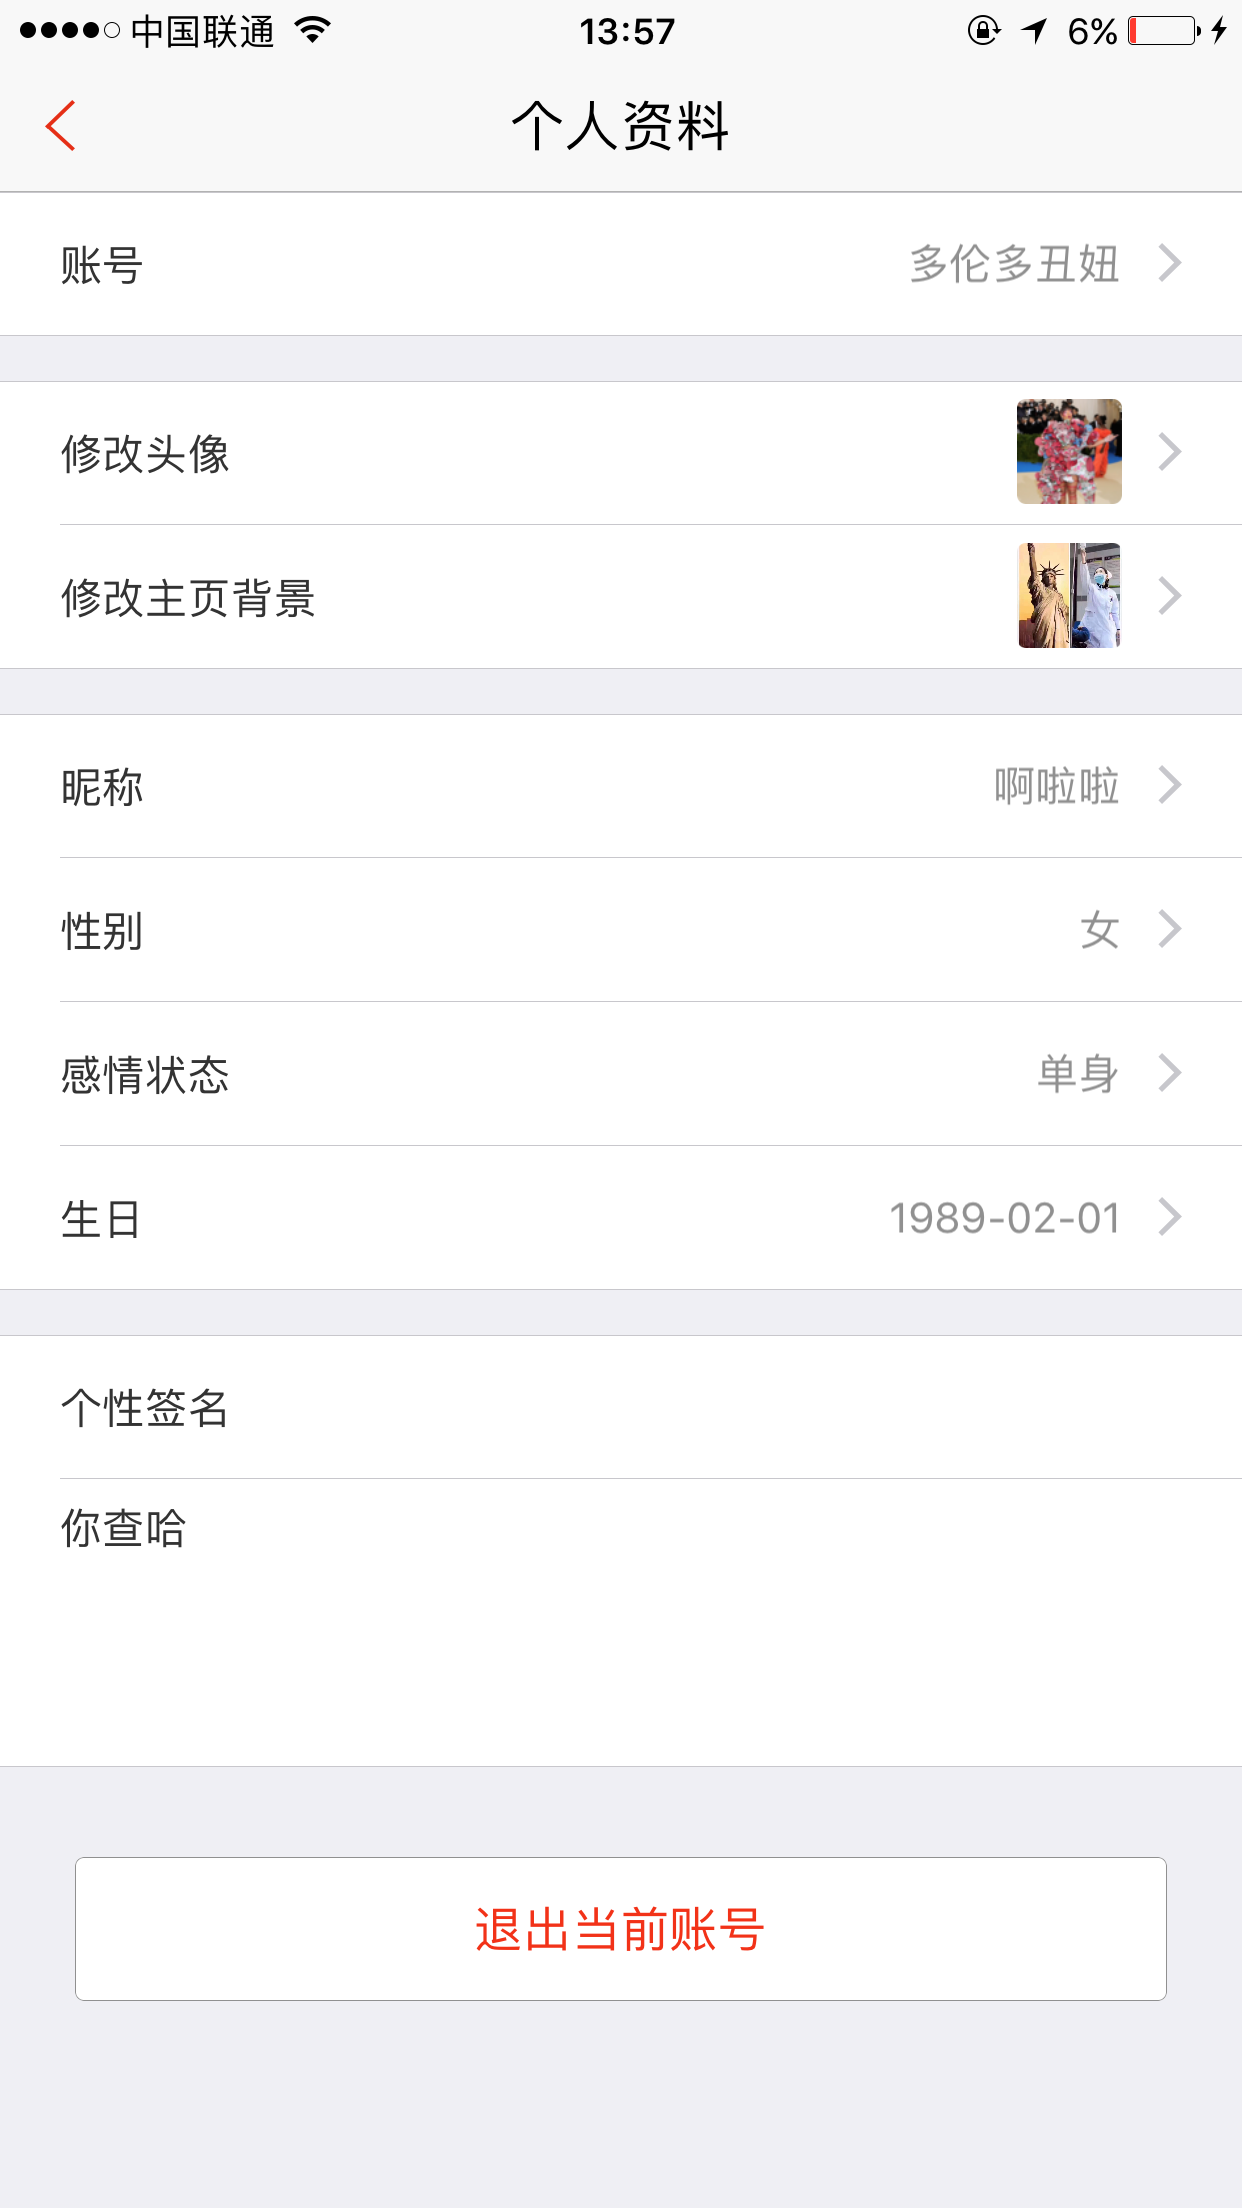 中国联通 13:57 6%
个人资料
账号 多伦多丑妞
修改头像
修改主页背景
昵称 啊啦啦
性别 女
感情状态 单身
生日 1989-02-01
个性签名
你查哈
退出当前账号